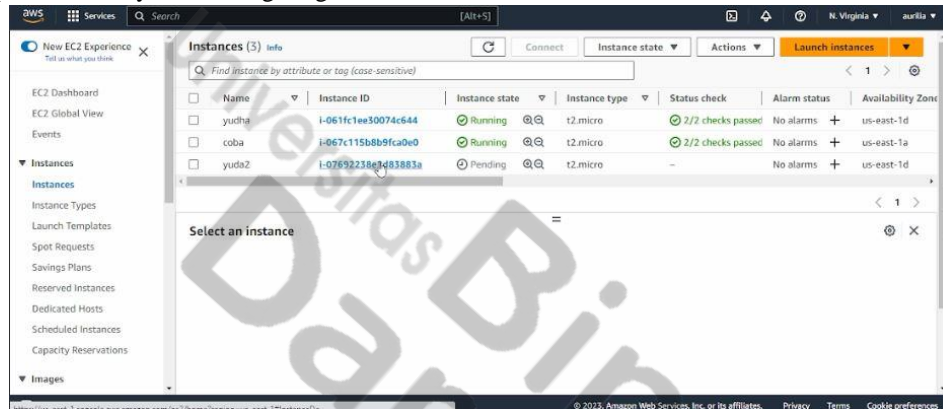 aws Services Search [Alt+S] N. Virginia aurilia
New EC2 Experience
Tell us what you think
EC2 Dashboard
EC2 Global View
Events
Instances
Instances
Instance Types
Launch Templates
Spot Requests
Savings Plans
Reserved Instances
Dedicated Hosts
Scheduled Instances
Capacity Reservations
Images
Instances (3) Info Connect Instance state Actions Launch instances
Find instance by attribute or tag (case-sensitive) 1
Name Instance ID Instance state Instance type Status check Alarm status Availability Zone
yudha i-061fc1ee30074c644 Running t2.micro 2/2 checks passed No alarms + us-east-1d
coba i-067c115b8b9fca0e0 Running t2.micro 2/2 checks passed No alarms + us-east-1a
yuda2 i-07692238e3d83883a Pending t2.micro – No alarms + us-east-1d
1
Select an instance
© 2023, Amazon Web Services, Inc. or its affiliates. Privacy Terms Cookie preferences
Universitas
Bin
Dar